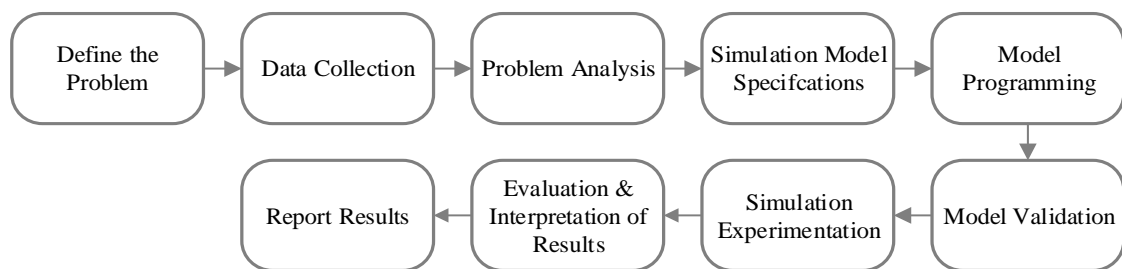 Define the
Problem
Data Collection
Problem Analysis
Simulation Model
Specifcations
Model
Programming
Model Validation
Simulation
Experimentation
Evaluation &
Interpretation of
Results
Report Results